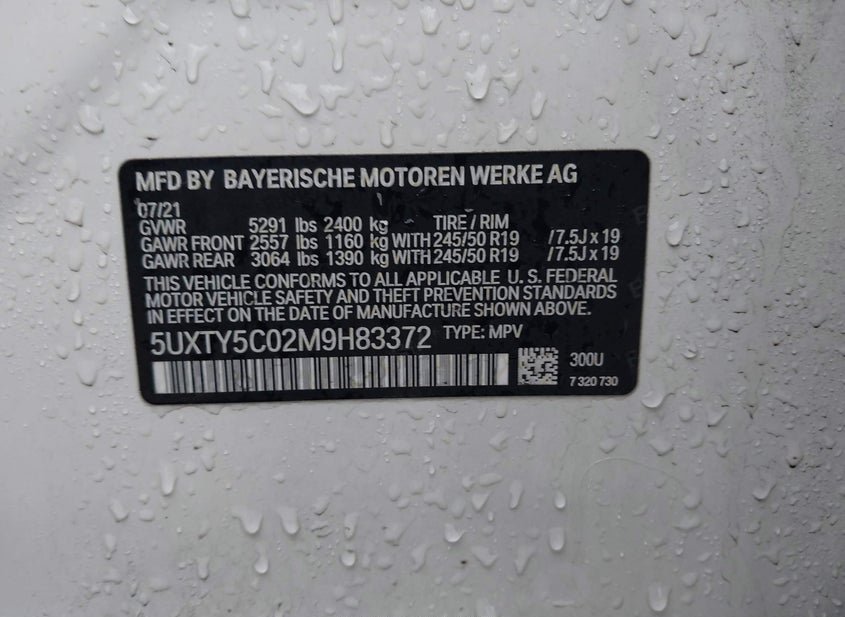 MFD BY BAYERISCHE MOTOREN WERKE AG
07/21
GVWR 5291 lbs 2400 kg TIRE / RIM
GAWR FRONT 2557 lbs 1160 kg WITH 245/50 R19 /7.5J x 19
GAWR REAR 3064 lbs 1390 kg WITH 245/50 R19 /7.5J x 19
THIS VEHICLE CONFORMS TO ALL APPLICABLE U. S. FEDERAL
MOTOR VEHICLE SAFETY AND THEFT PREVENTION STANDARDS
IN EFFECT ON THE DATE OF MANUFACTURE SHOWN ABOVE.
5UXTY5C02M9H83372 TYPE: MPV
300U
7 320 730